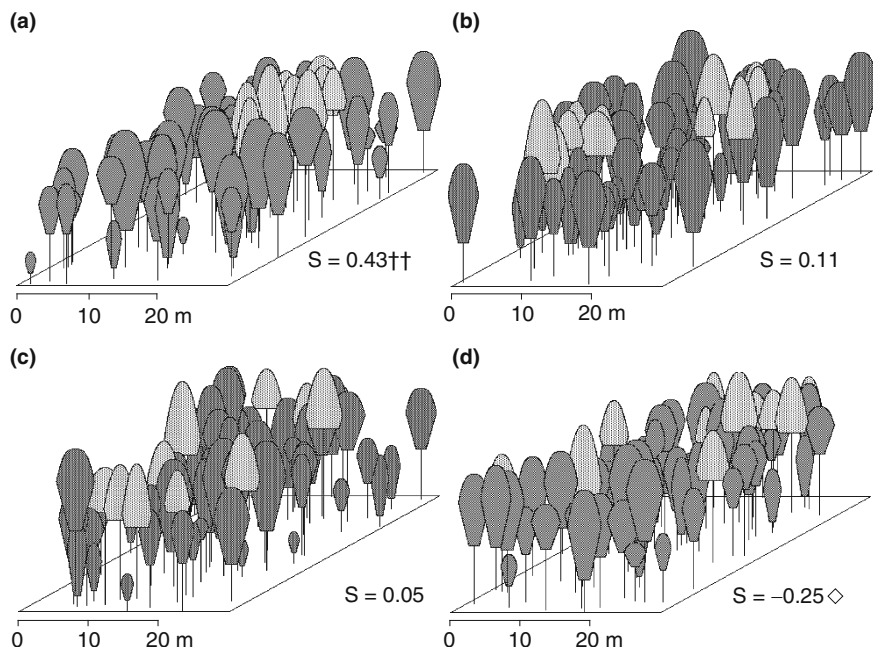 (a)
(b)
S = 0.43††
S = 0.11
0 10 20 m
0 10 20 m
(c)
(d)
S = 0.05
S = −0.25 ◇
0 10 20 m
0 10 20 m